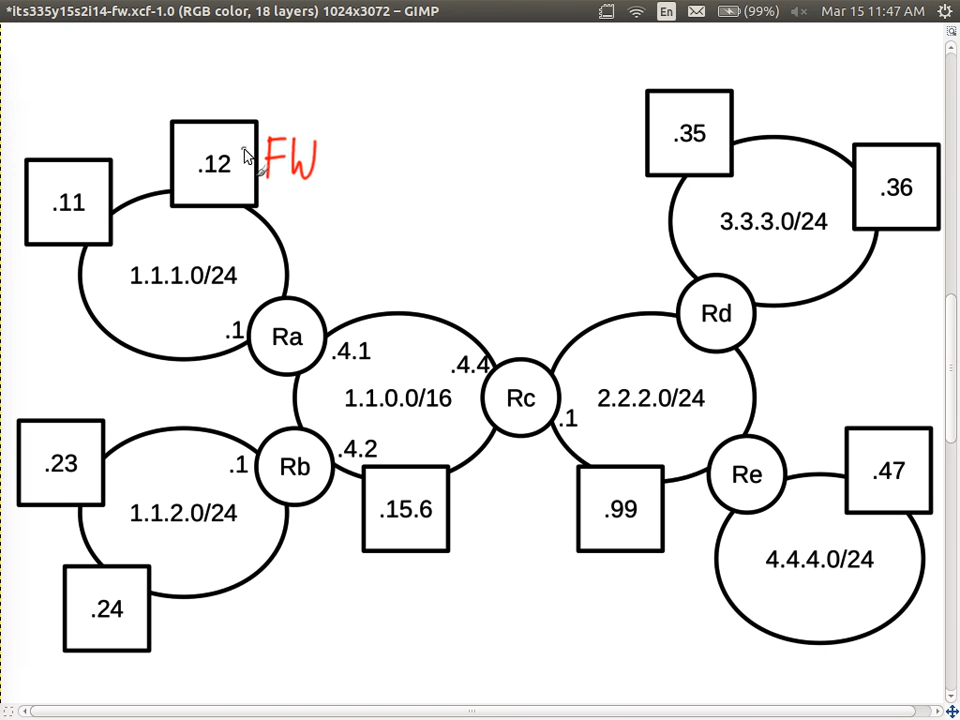 *its335y15s2i14-fw.xcf-1.0 (RGB color, 18 layers) 1024x3072 – GIMP
En
(99%)
Mar 15 11:47 AM
.12
FW
.11
1.1.1.0/24
.1
Ra
.4.1
.4.4
1.1.0.0/16
Rc
.35
.36
3.3.3.0/24
Rd
2.2.2.0/24
.1
.23
.1
Rb
.4.2
1.1.2.0/24
.24
.15.6
.99
Re
.47
4.4.4.0/24